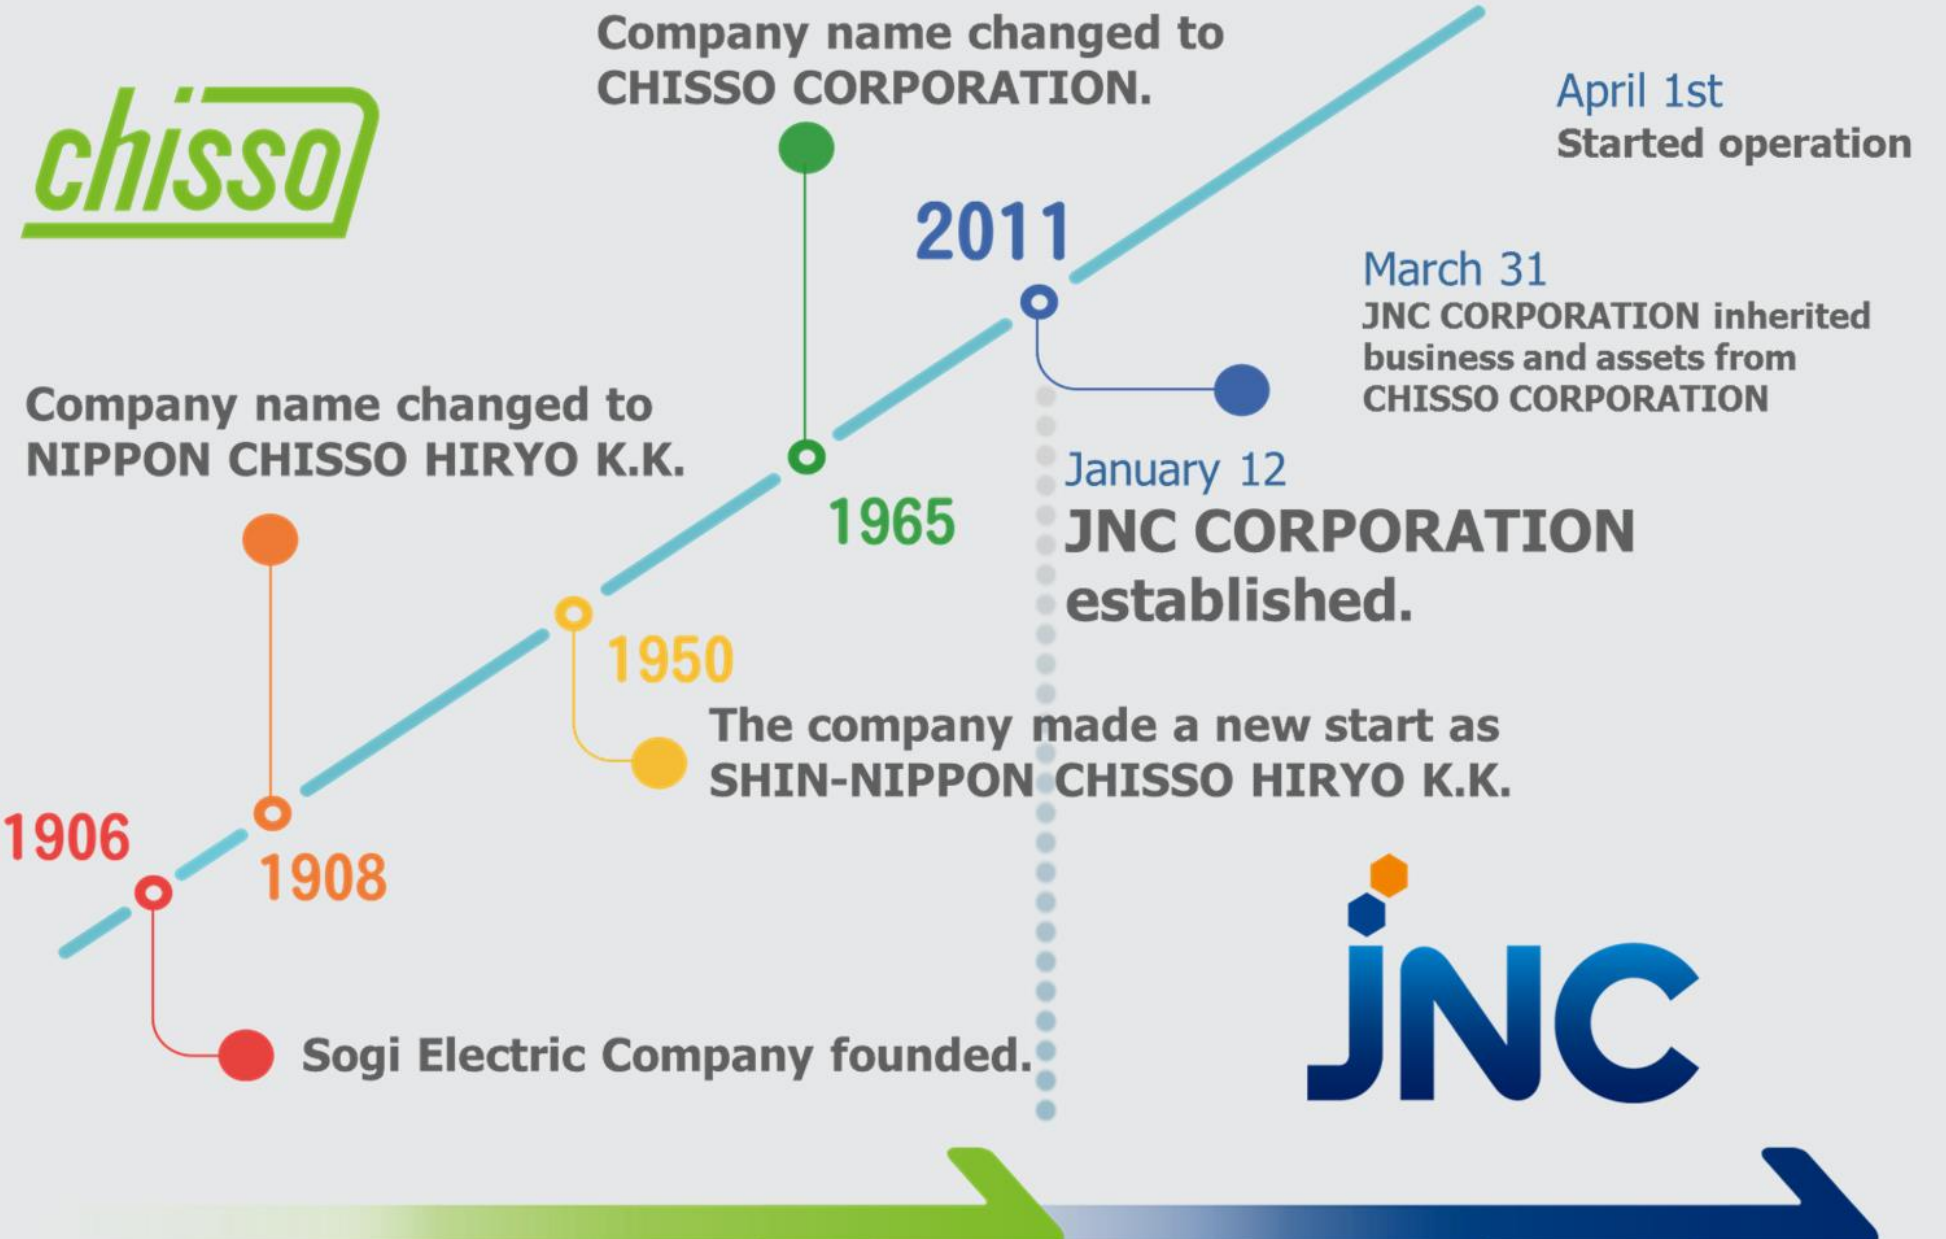 chisso
Company name changed to
CHISSO CORPORATION.
April 1st
Started operation
2011
March 31
JNC CORPORATION inherited
business and assets from
CHISSO CORPORATION
Company name changed to
NIPPON CHISSO HIRYO K.K.
January 12
JNC CORPORATION
established.
1965
1950
The company made a new start as
SHIN-NIPPON CHISSO HIRYO K.K.
1906
1908
Sogi Electric Company founded.
JNC